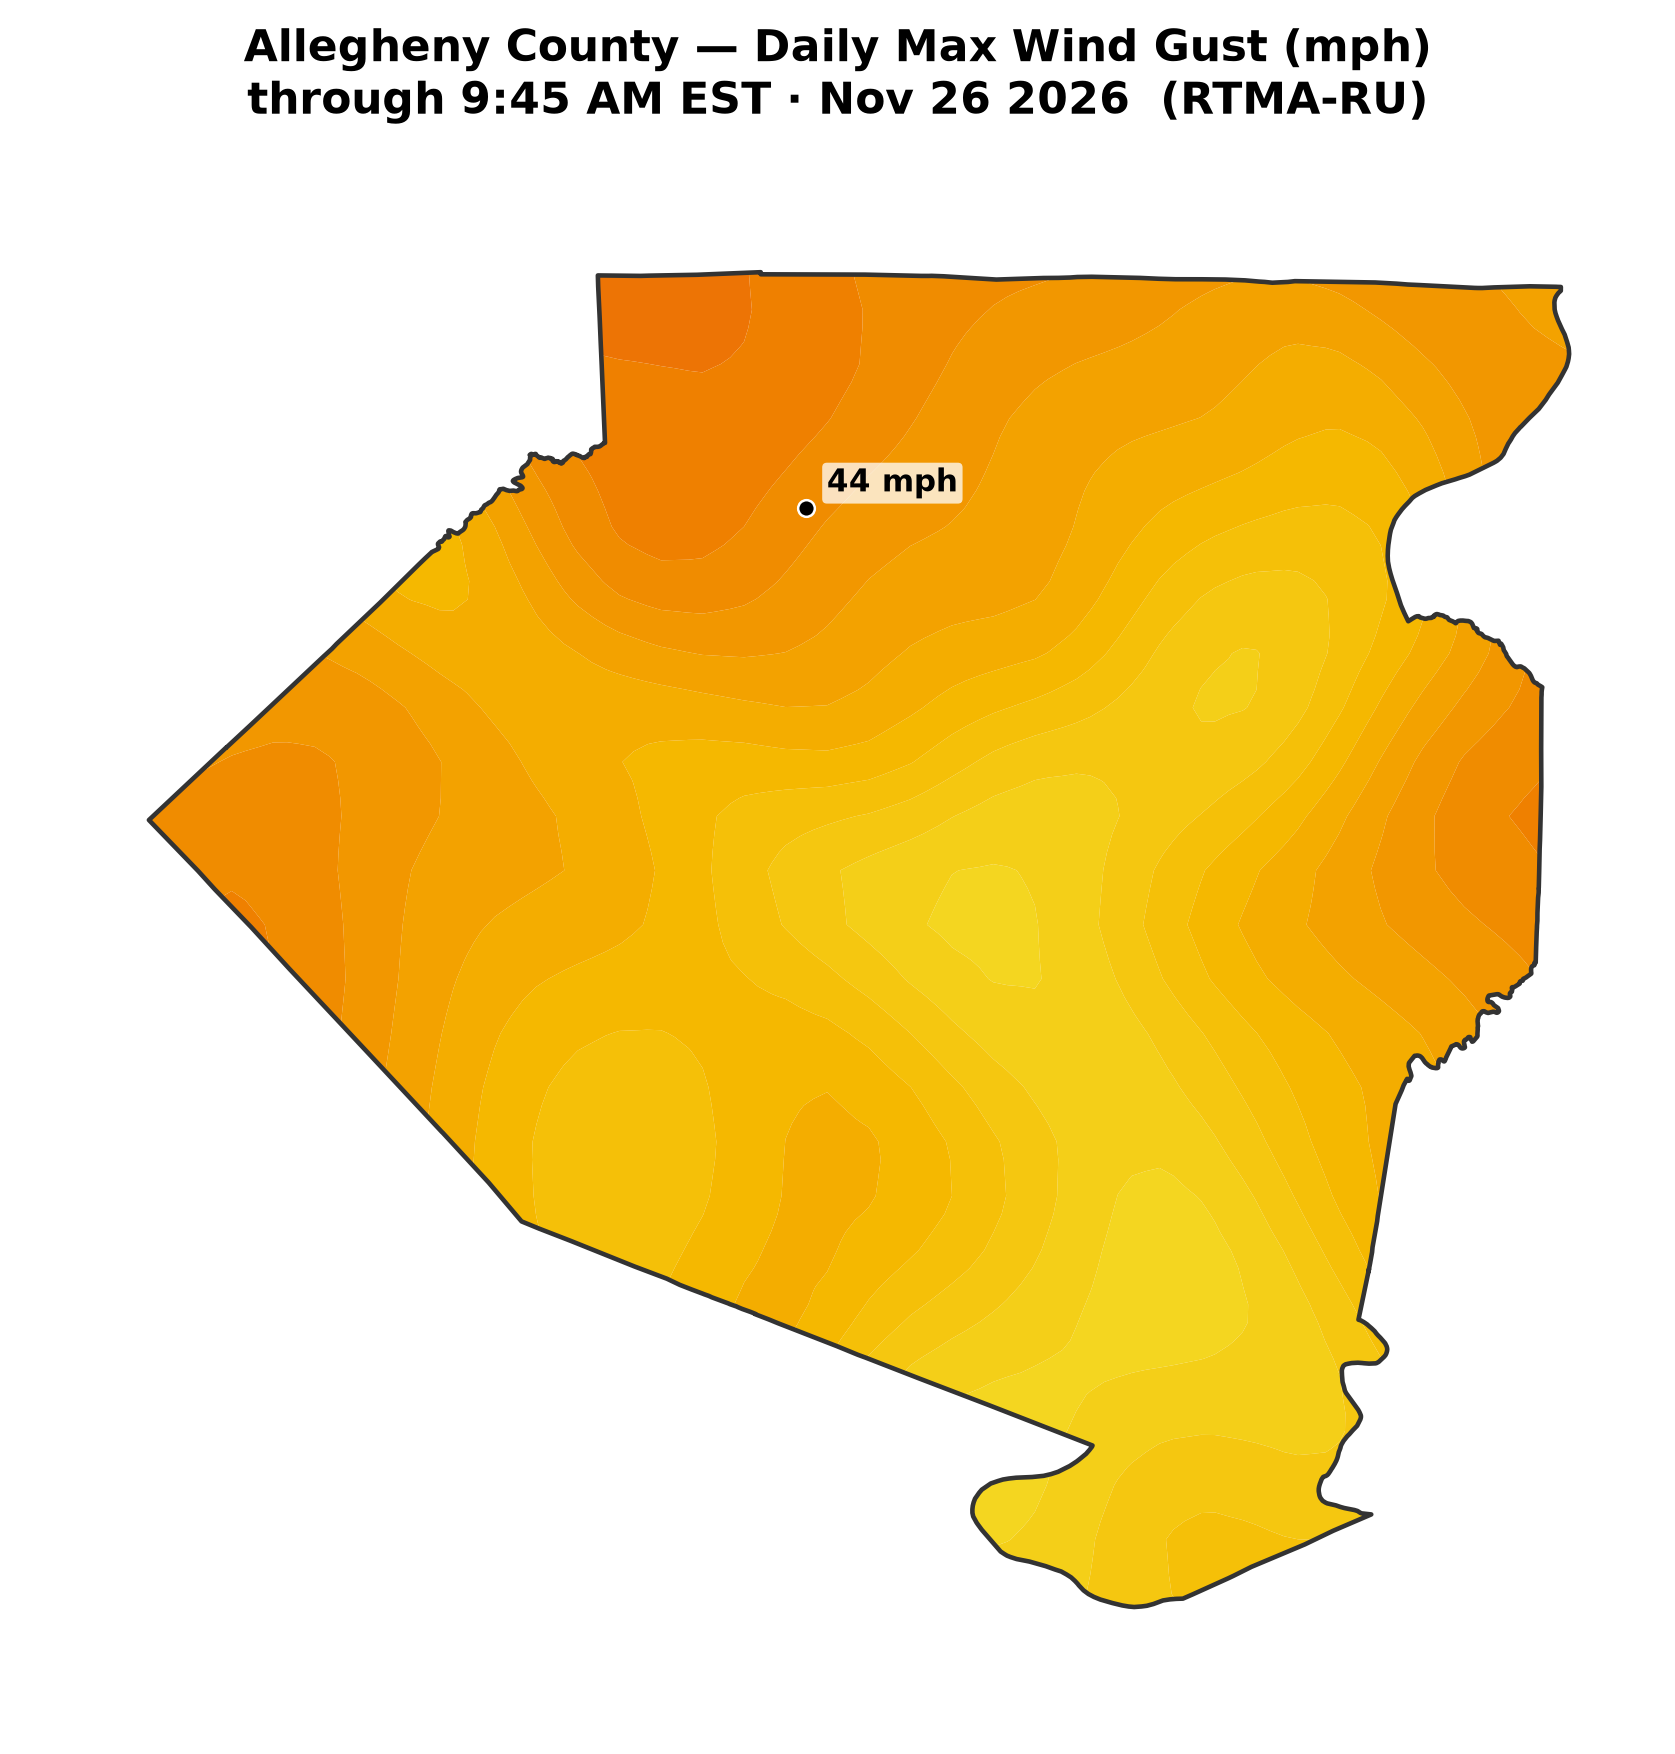 Allegheny County — Daily Max Wind Gust (mph)
through 9:45 AM EST · Nov 26 2026 (RTMA-RU)
44 mph